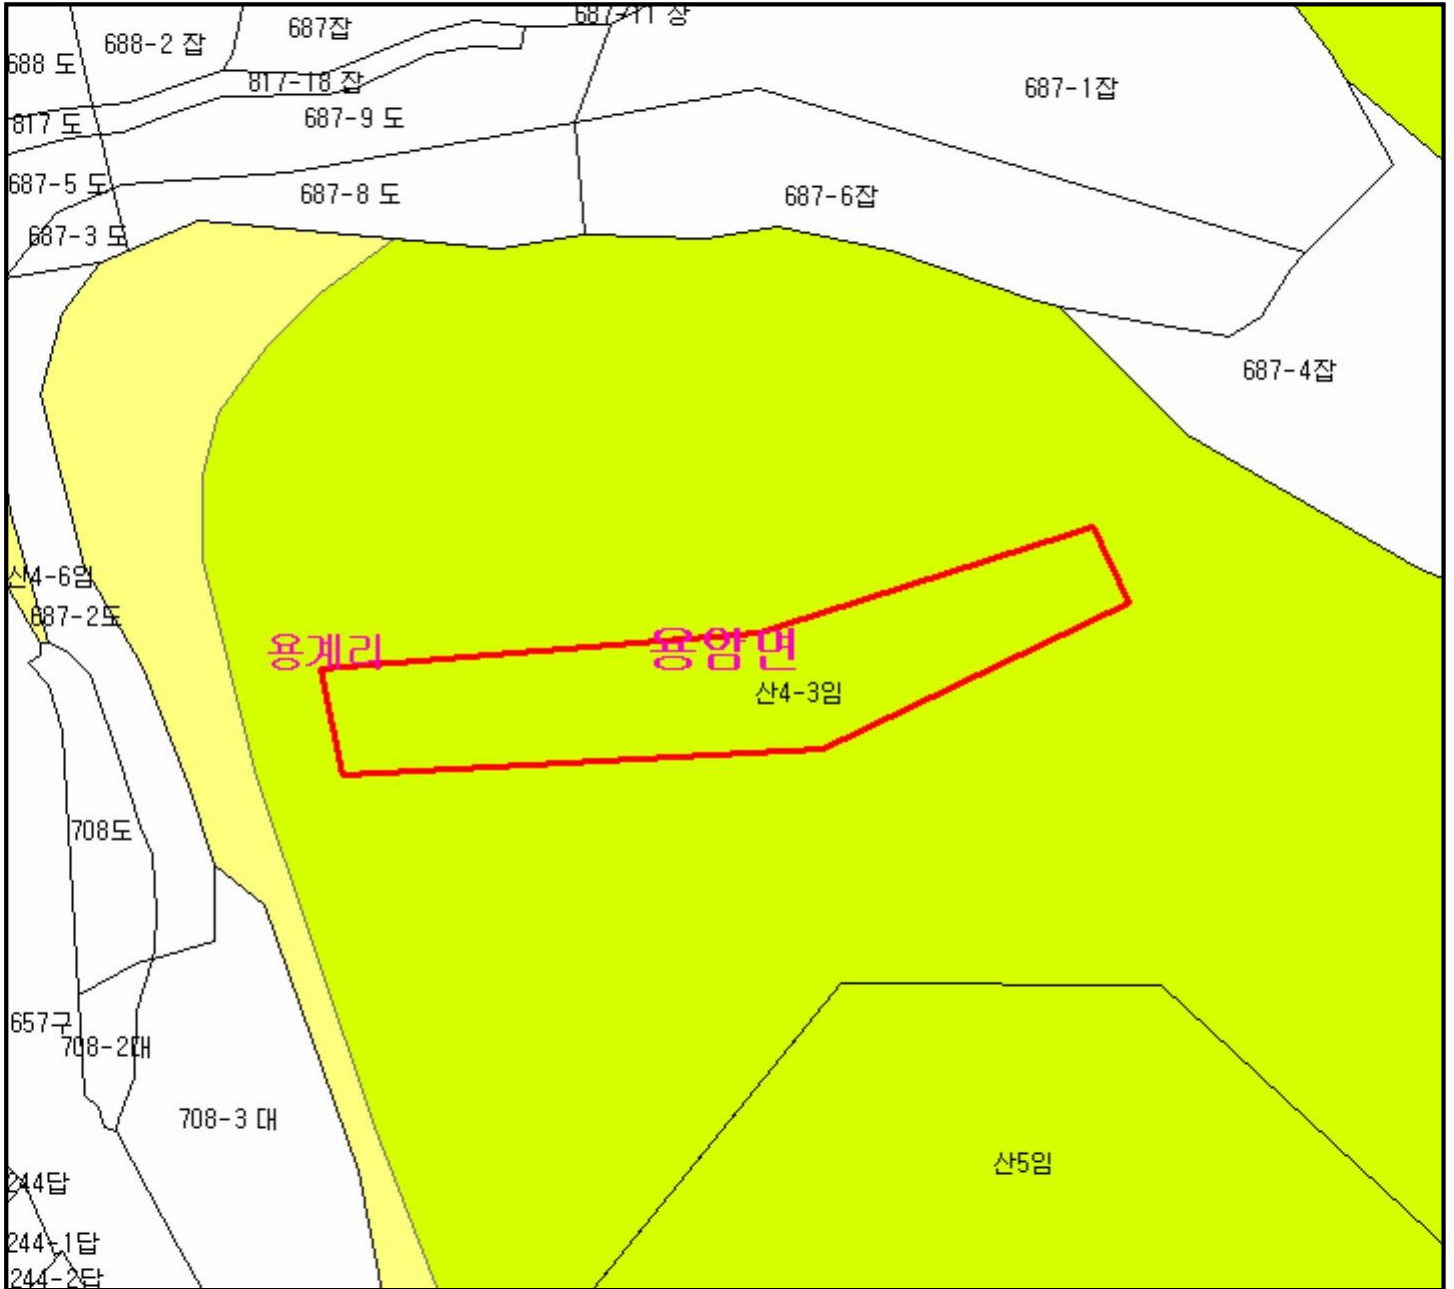 687-11 장
687잡
688-2 잡
688 도
817-18 잡
687-1잡
817 도
687-9 도
687-5 도
687-8 도
687-6잡
687-3 도
687-4잡
산4-6임
687-2도
용계리
용암면
산4-3임
708도
657구
708-2대
708-3 대
산5임
244답
244-1답
244-2답